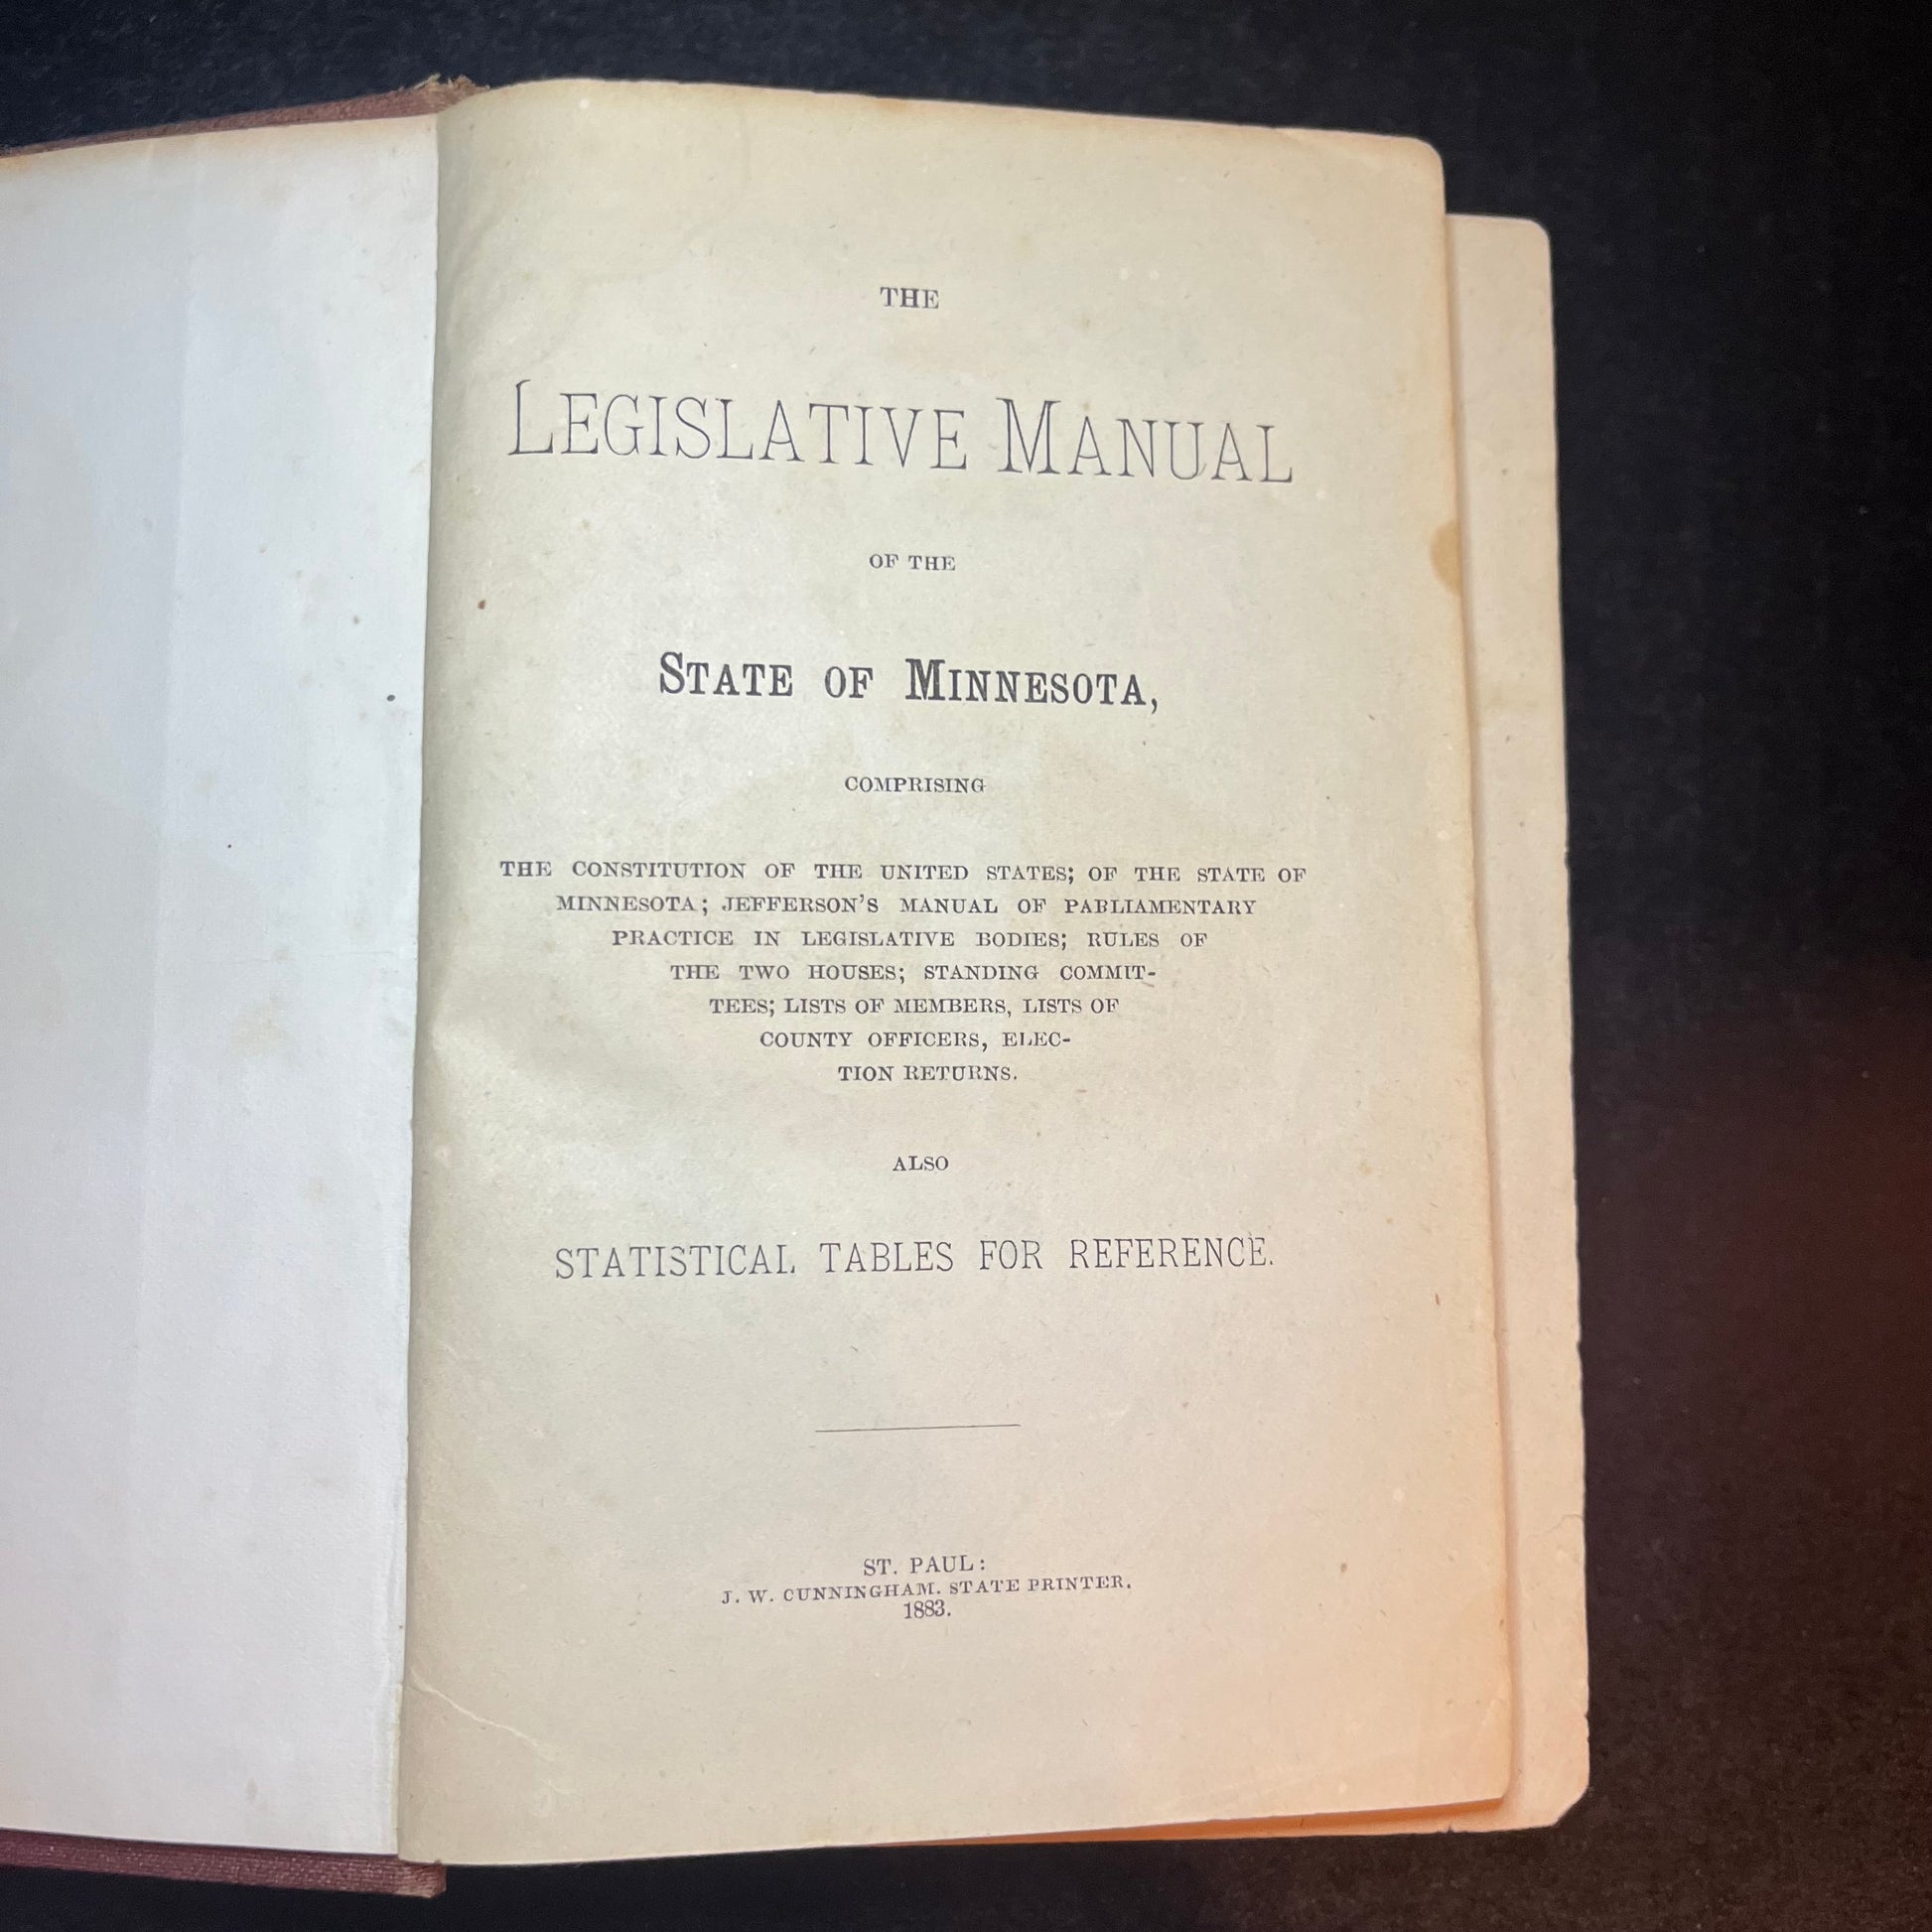 THE
LEGISLATIVE MANUAL
OF THE
STATE OF MINNESOTA,
COMPRISING
THE CONSTITUTION OF THE UNITED STATES; OF THE STATE OF
MINNESOTA; JEFFERSON'S MANUAL OF PABLIAMENTARY
PRACTICE IN LEGISLATIVE BODIES; RULES OF
THE TWO HOUSES; STANDING COMMIT-
TEES; LISTS OF MEMBERS, LISTS OF
COUNTY OFFICERS, ELEC-
TION RETURNS.
ALSO
STATISTICAL TABLES FOR REFERENCE.
ST. PAUL:
J. W. CUNNINGHAM. STATE PRINTER.
1883.